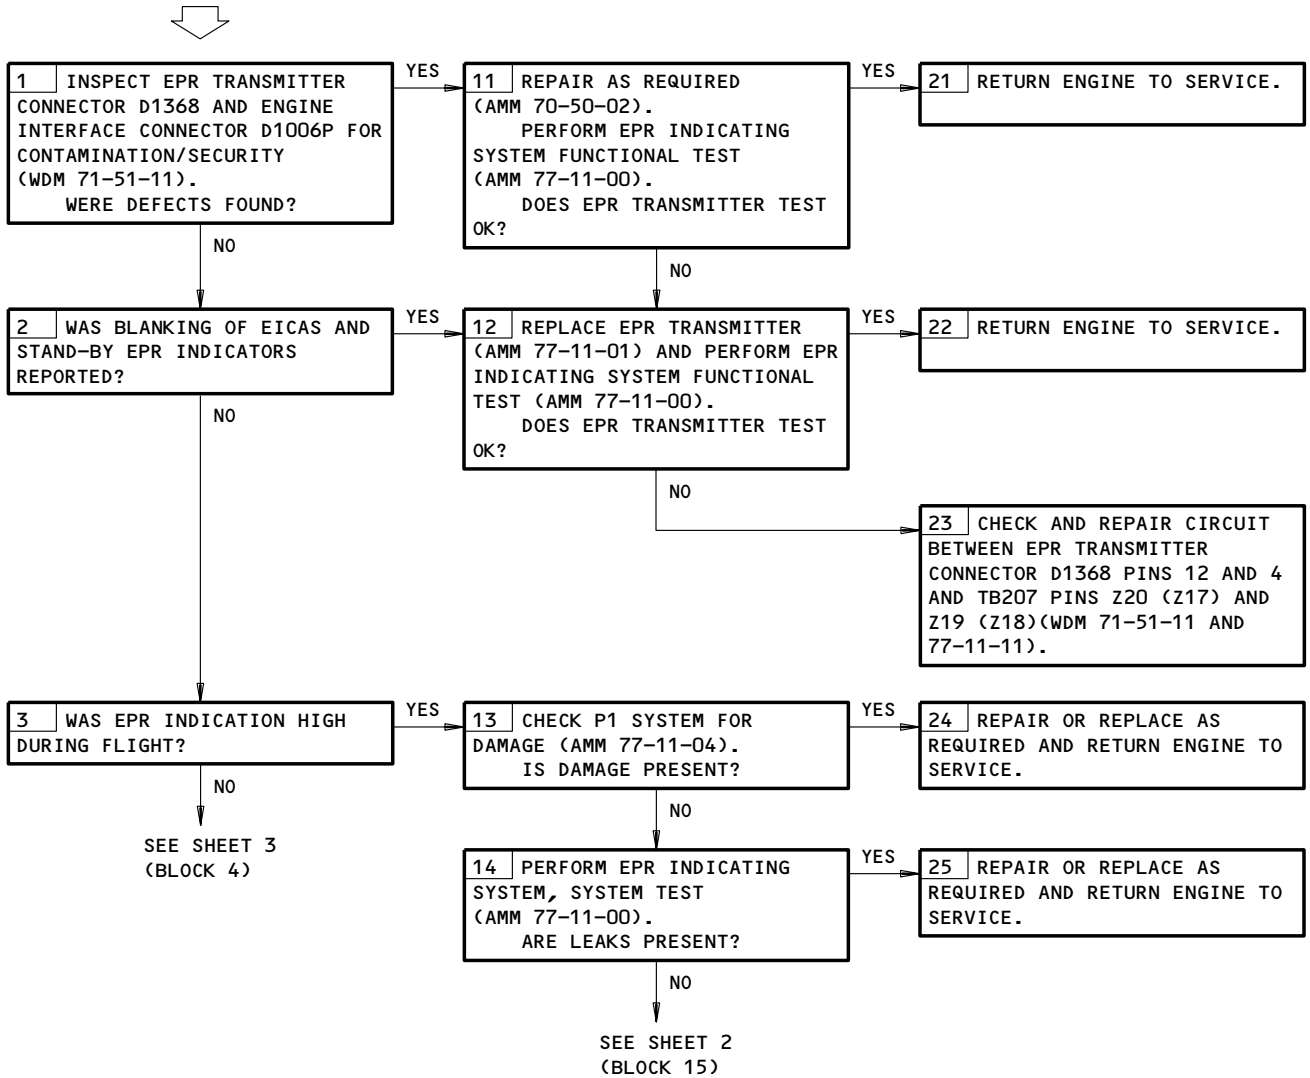 1 INSPECT EPR TRANSMITTER
CONNECTOR D1368 AND ENGINE
INTERFACE CONNECTOR D1006P FOR
CONTAMINATION/SECURITY
(WDM 71-51-11).
WERE DEFECTS FOUND?
YES
NO
11 REPAIR AS REQUIRED
(AMM 70-50-02).
PERFORM EPR INDICATING
SYSTEM FUNCTIONAL TEST
(AMM 77-11-00).
DOES EPR TRANSMITTER TEST
OK?
YES
NO
21 RETURN ENGINE TO SERVICE.
2 WAS BLANKING OF EICAS AND
STAND-BY EPR INDICATORS
REPORTED?
YES
NO
12 REPLACE EPR TRANSMITTER
(AMM 77-11-01) AND PERFORM EPR
INDICATING SYSTEM FUNCTIONAL
TEST (AMM 77-11-00).
DOES EPR TRANSMITTER TEST
OK?
YES
NO
22 RETURN ENGINE TO SERVICE.
23 CHECK AND REPAIR CIRCUIT
BETWEEN EPR TRANSMITTER
CONNECTOR D1368 PINS 12 AND 4
AND TB207 PINS Z20 (Z17) AND
Z19 (Z18)(WDM 71-51-11 AND
77-11-11).
3 WAS EPR INDICATION HIGH
DURING FLIGHT?
YES
NO
SEE SHEET 3
(BLOCK 4)
13 CHECK P1 SYSTEM FOR
DAMAGE (AMM 77-11-04).
IS DAMAGE PRESENT?
YES
NO
24 REPAIR OR REPLACE AS
REQUIRED AND RETURN ENGINE TO
SERVICE.
14 PERFORM EPR INDICATING
SYSTEM, SYSTEM TEST
(AMM 77-11-00).
ARE LEAKS PRESENT?
YES
NO
25 REPAIR OR REPLACE AS
REQUIRED AND RETURN ENGINE TO
SERVICE.
SEE SHEET 2
(BLOCK 15)